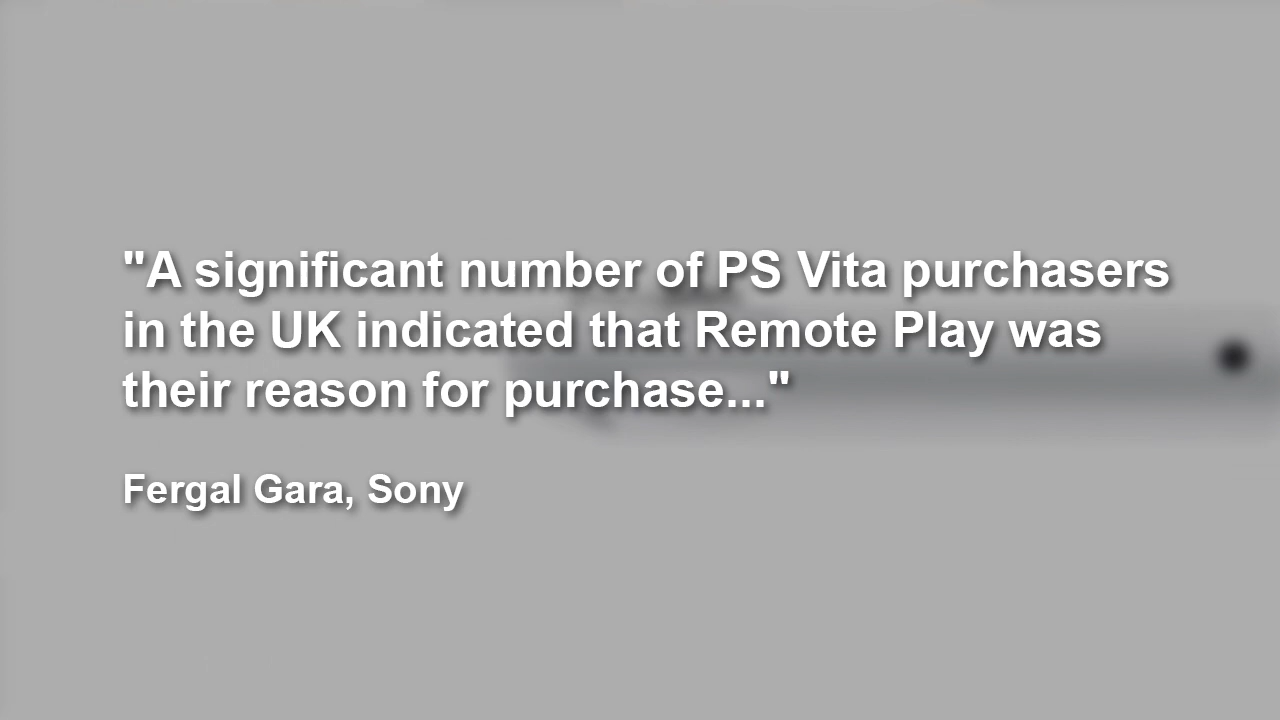 "A significant number of PS Vita purchasers
in the UK indicated that Remote Play was
their reason for purchase..."
Fergal Gara, Sony